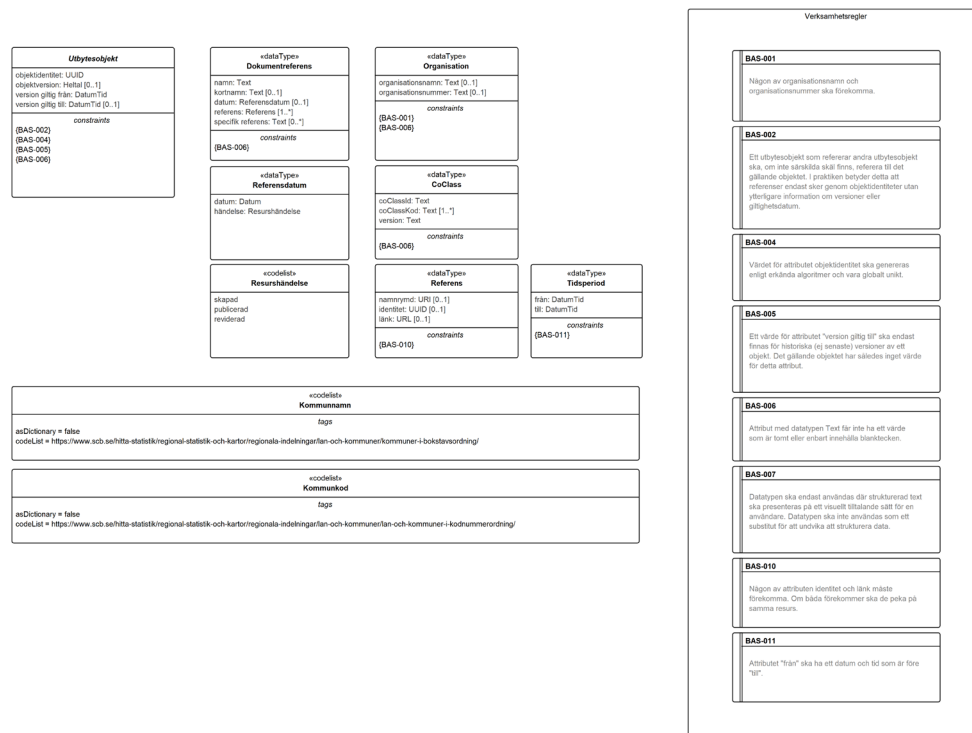 Verksamhetsregler
Utbytesobjekt
objektidentitet: UUID
objektversion: Heltal [0..1]
version giltig från: DatumTid
version giltig till: DatumTid [0..1]
constraints
{BAS-002}
{BAS-004}
{BAS-005}
{BAS-006}
«dataType»
Dokumentreferens
namn: Text
kortnamn: Text [0..1]
datum: Referensdatum [0..1]
referens: Referens [1..*]
specifik referens: Text [0..*]
constraints
{BAS-006}
«dataType»
Organisation
organisationsnamn: Text [0..1]
organisationsnummer: Text [0..1]
constraints
{BAS-001}
{BAS-006}
«dataType»
Referensdatum
datum: Datum
händelse: Resurshändelse
«dataType»
CoClass
coClassId: Text
coClassKod: Text [1..*]
version: Text
constraints
{BAS-006}
«codelist»
Resurshändelse
skapad
publicerad
reviderad
«dataType»
Referens
namnrymd: URI [0..1]
identitet: UUID [0..1]
länk: URL [0..1]
constraints
{BAS-010}
«dataType»
Tidsperiod
från: DatumTid
till: DatumTid
constraints
{BAS-011}
«codelist»
Kommunnamn
tags
asDictionary = false
codeList = https://www.scb.se/hitta-statistik/regional-statistik-och-kartor/regionala-indelningar/lan-och-kommuner/kommuner-i-bokstavsordning/
«codelist»
Kommunkod
tags
asDictionary = false
codeList = https://www.scb.se/hitta-statistik/regional-statistik-och-kartor/regionala-indelningar/lan-och-kommuner/lan-och-kommuner-i-kodnummerordning/
BAS-001
Någon av organisationsnamn och
organisationsnummer ska förekomma.
BAS-002
Ett utbytesobjekt som refererar andra utbytesobjekt
ska, om inte särskilda skäl finns, referera till det
gällande objektet. I praktiken betyder detta att
referenser endast sker genom objektidentiteter utan
ytterligare information om versioner eller
giltighetsdatum.
BAS-004
Värdet för attributet objektidentitet ska genereras
enligt erkända algoritmer och vara globalt unikt.
BAS-005
Ett värde för attributet "version giltig till" ska endast
finnas för historiska (ej senaste) versioner av ett
objekt. Det gällande objektet har således inget värde
för detta attribut.
BAS-006
Attribut med datatypen Text får inte ha ett värde
som är tomt eller enbart innehålla blanktecken.
BAS-007
Datatypen ska endast användas där strukturerad text
ska presenteras på ett visuellt tilltalande sätt för en
användare. Datatypen ska inte användas som ett
substitut för att undvika att strukturera data.
BAS-010
Någon av attributen identitet och länk måste
förekomma. Om båda förekommer ska de peka på
samma resurs.
BAS-011
Attributet "från" ska ha ett datum och tid som är före
"till".